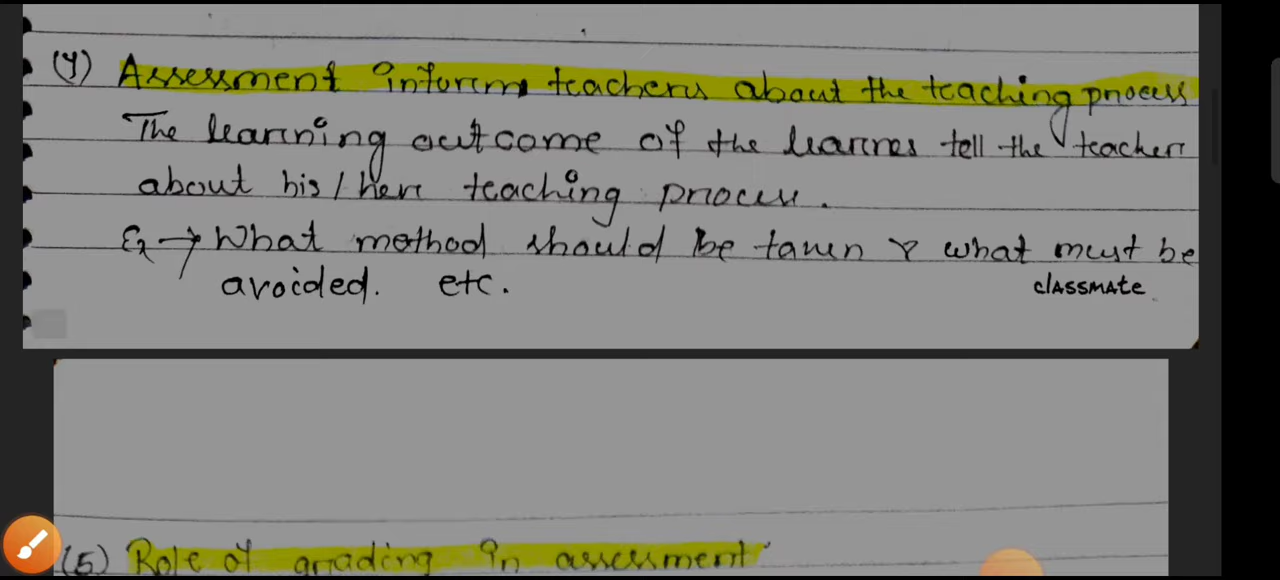 (4) Assessment informs teachers about the teaching process
The learning outcome of the learnes tell the teacher
about his / her teaching process.
Ex → What method should be taken & what must be
avoided. etc.
classmate
(5) Role of grading in assessment